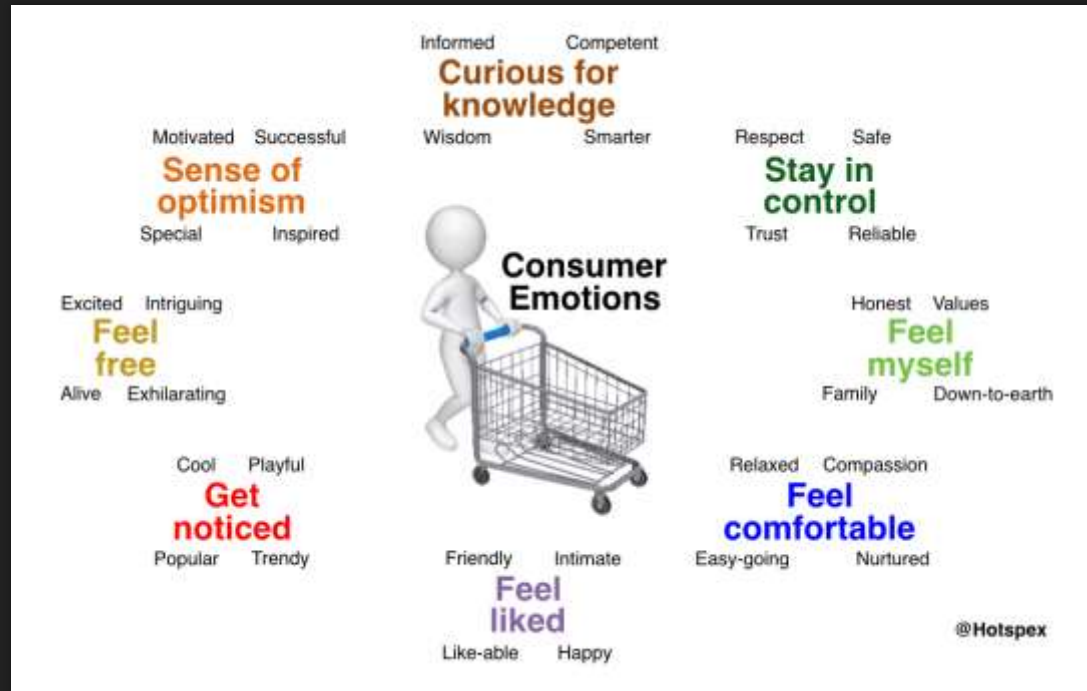 Informed Competent
Curious for
knowledge
Wisdom Smarter
Motivated Successful
Sense of
optimism
Special Inspired
Respect Safe
Stay in
control
Trust Reliable
Consumer
Emotions
Excited Intriguing
Feel
free
Alive Exhilarating
Honest Values
Feel
myself
Family Down-to-earth
Cool Playful
Get
noticed
Popular Trendy
Relaxed Compassion
Feel
comfortable
Easy-going Nurtured
Friendly Intimate
Feel
liked
Like-able Happy
@Hotspex